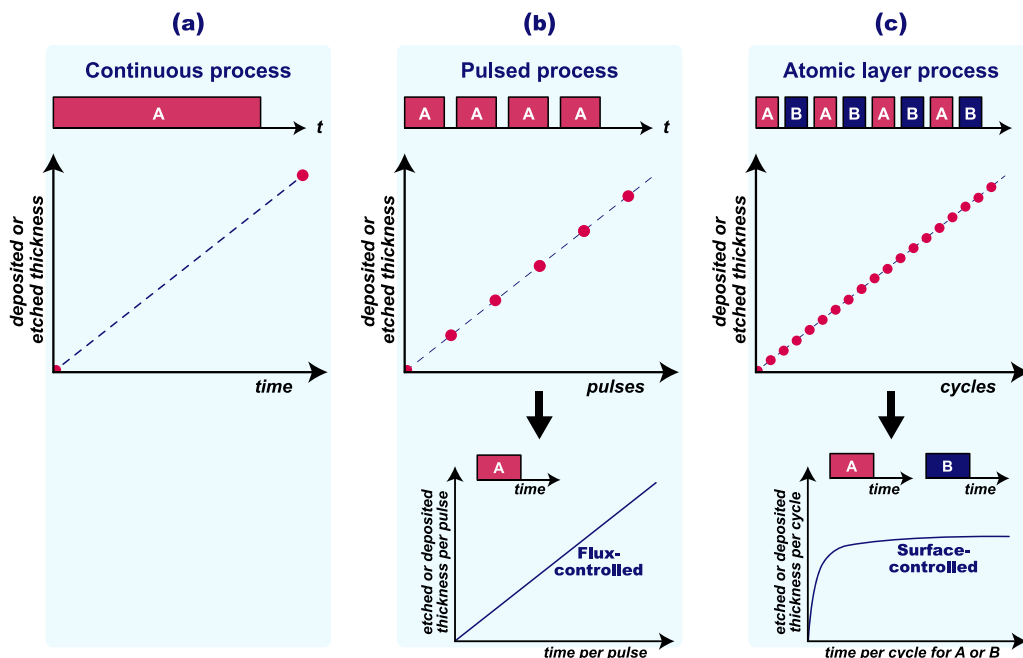 (a)
Continuous process
A
t
deposited or
etched thickness
time
(b)
Pulsed process
A A A A
t
deposited or
etched thickness
pulses
A
time
etched or deposited
thickness per pulse
Flux-
controlled
time per pulse
(c)
Atomic layer process
A B A B A B A B
deposited or
etched thickness
cycles
A
time
B
time
etched or deposited
thickness per cycle
Surface-
controlled
time per cycle for A or B